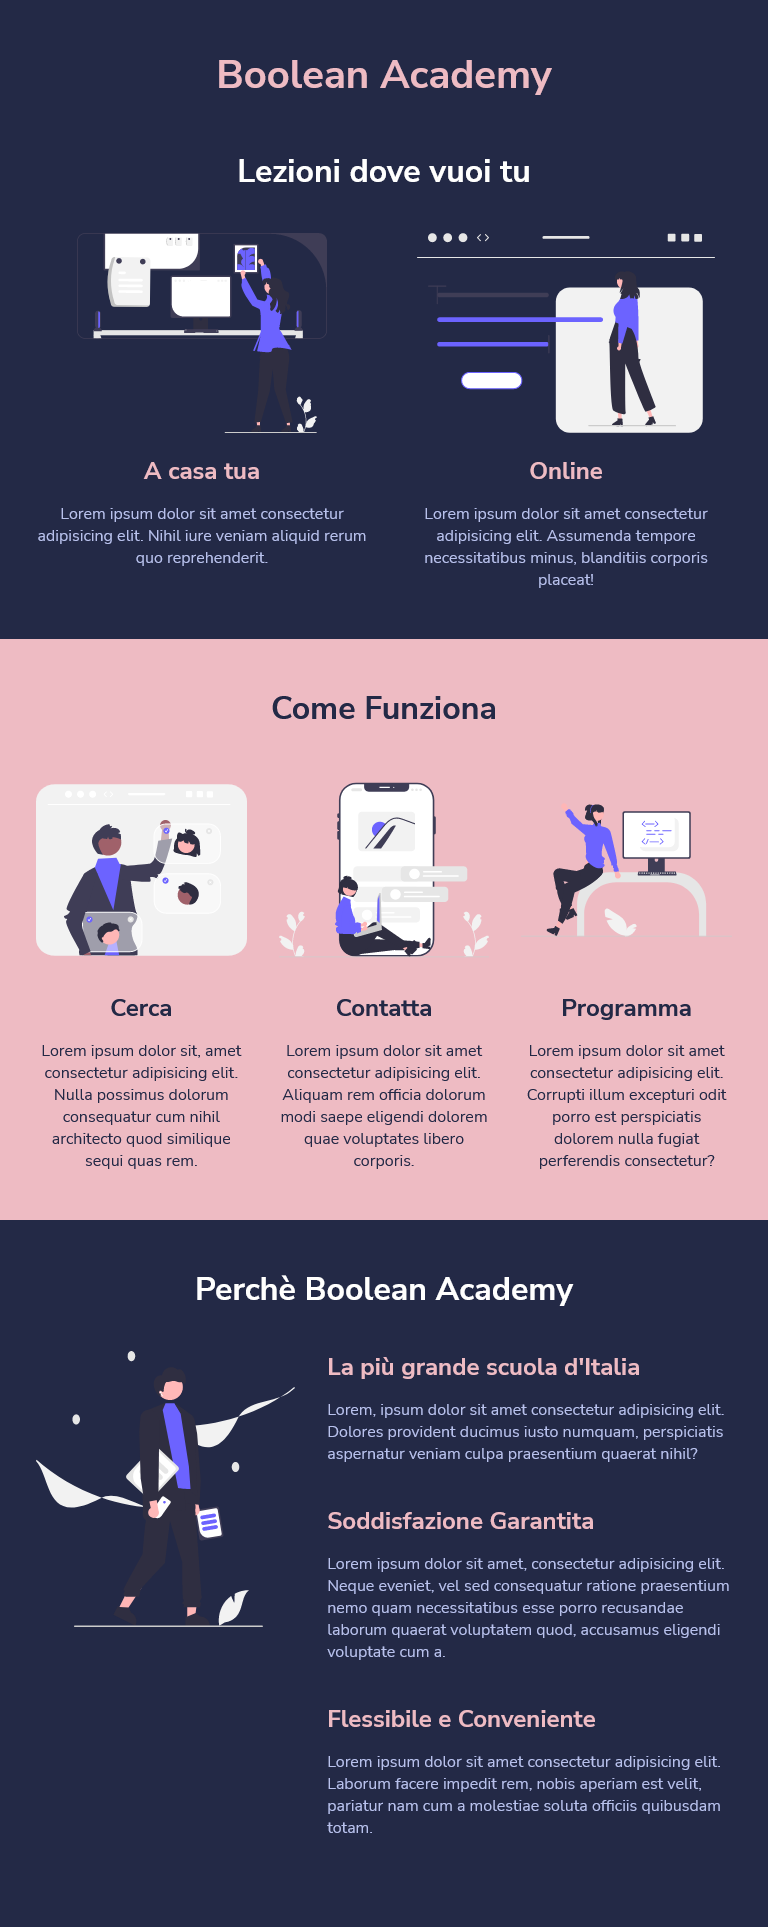 Boolean Academy
Lezioni dove vuoi tu
A casa tua
Lorem ipsum dolor sit amet consectetur
adipisicing elit. Nihil iure veniam aliquid rerum
quo reprehenderit.
Online
Lorem ipsum dolor sit amet consectetur
adipisicing elit. Assumenda tempore
necessitatibus minus, blanditiis corporis
placeat!
Come Funziona
Cerca
Lorem ipsum dolor sit, amet
consectetur adipisicing elit.
Nulla possimus dolorum
consequatur cum nihil
architecto quod similique
sequi quas rem.
Contatta
Lorem ipsum dolor sit amet
consectetur adipisicing elit.
Aliquam rem officia dolorum
modi saepe eligendi dolorem
quae voluptates libero
corporis.
Programma
Lorem ipsum dolor sit amet
consectetur adipisicing elit.
Corrupti illum excepturi odit
porro est perspiciatis
dolorem nulla fugiat
perferendis consectetur?
Perchè Boolean Academy
La più grande scuola d'Italia
Lorem, ipsum dolor sit amet consectetur adipisicing elit.
Dolores provident ducimus iusto numquam, perspiciatis
aspernatur veniam culpa praesentium quaerat nihil?
Soddisfazione Garantita
Lorem ipsum dolor sit amet, consectetur adipisicing elit.
Neque eveniet, vel sed consequatur ratione praesentium
nemo quam necessitatibus esse porro recusandae
laborum quaerat voluptatem quod, accusamus eligendi
voluptate cum a.
Flessibile e Conveniente
Lorem ipsum dolor sit amet consectetur adipisicing elit.
Laborum facere impedit rem, nobis aperiam est velit,
pariatur nam cum a molestiae soluta officiis quibusdam
totam.